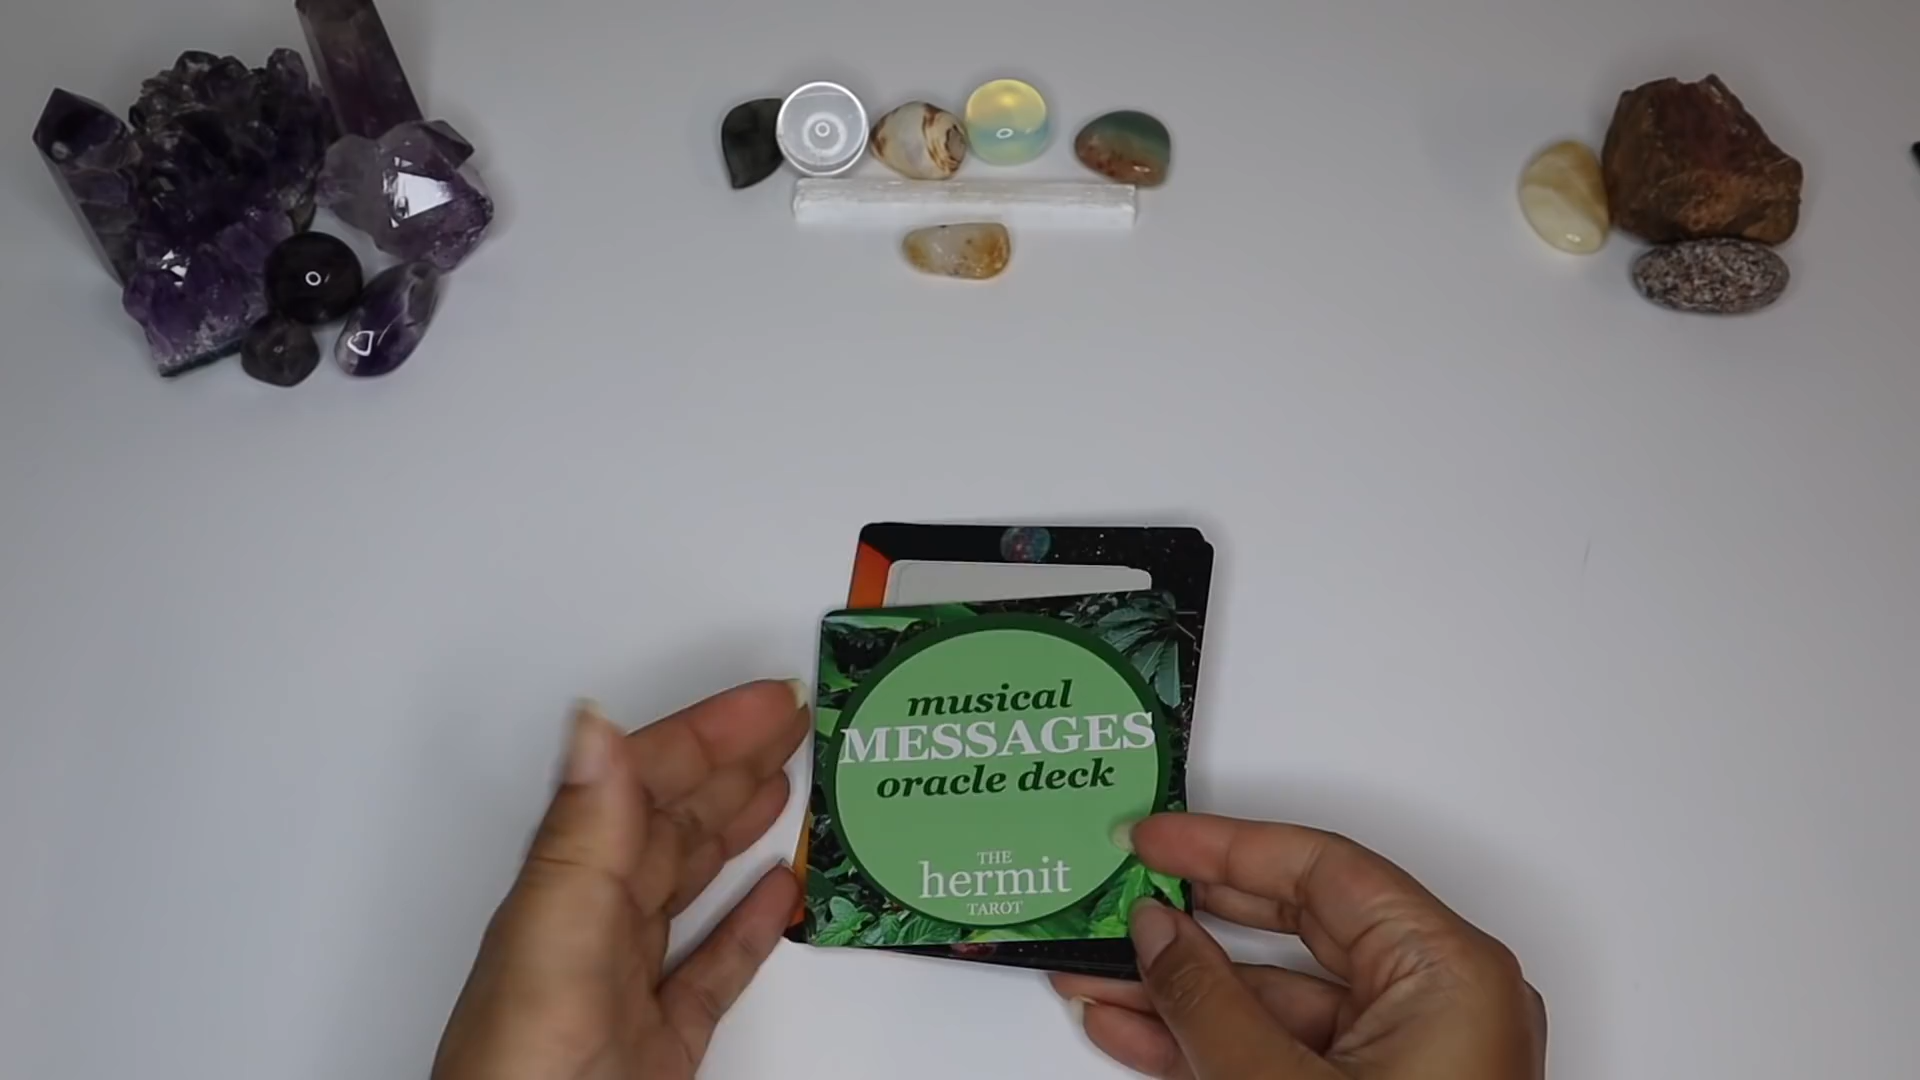 musical
MESSAGES
oracle deck
THE
hermit
TAROT